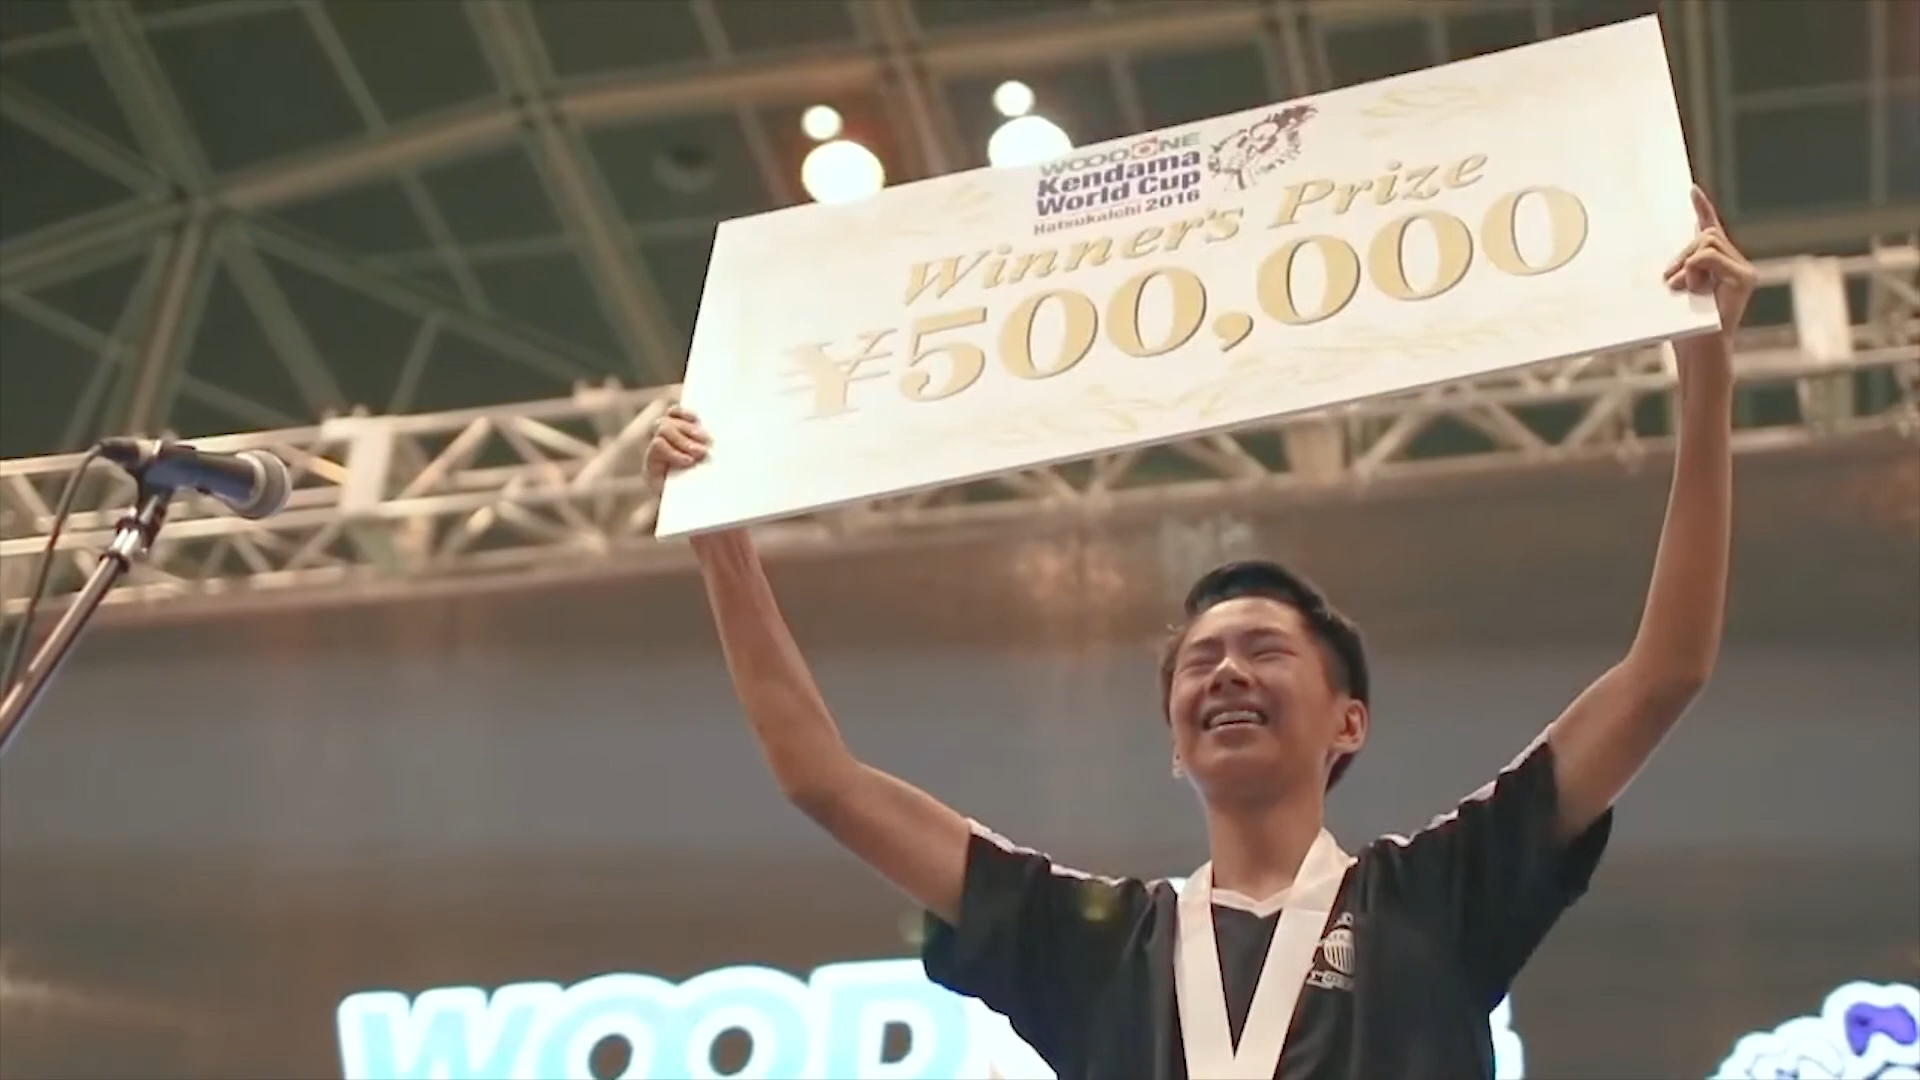 WOODONE
Kendama
World Cup
Hatsukaichi 2016
Winner's Prize
¥500,000
WOOD